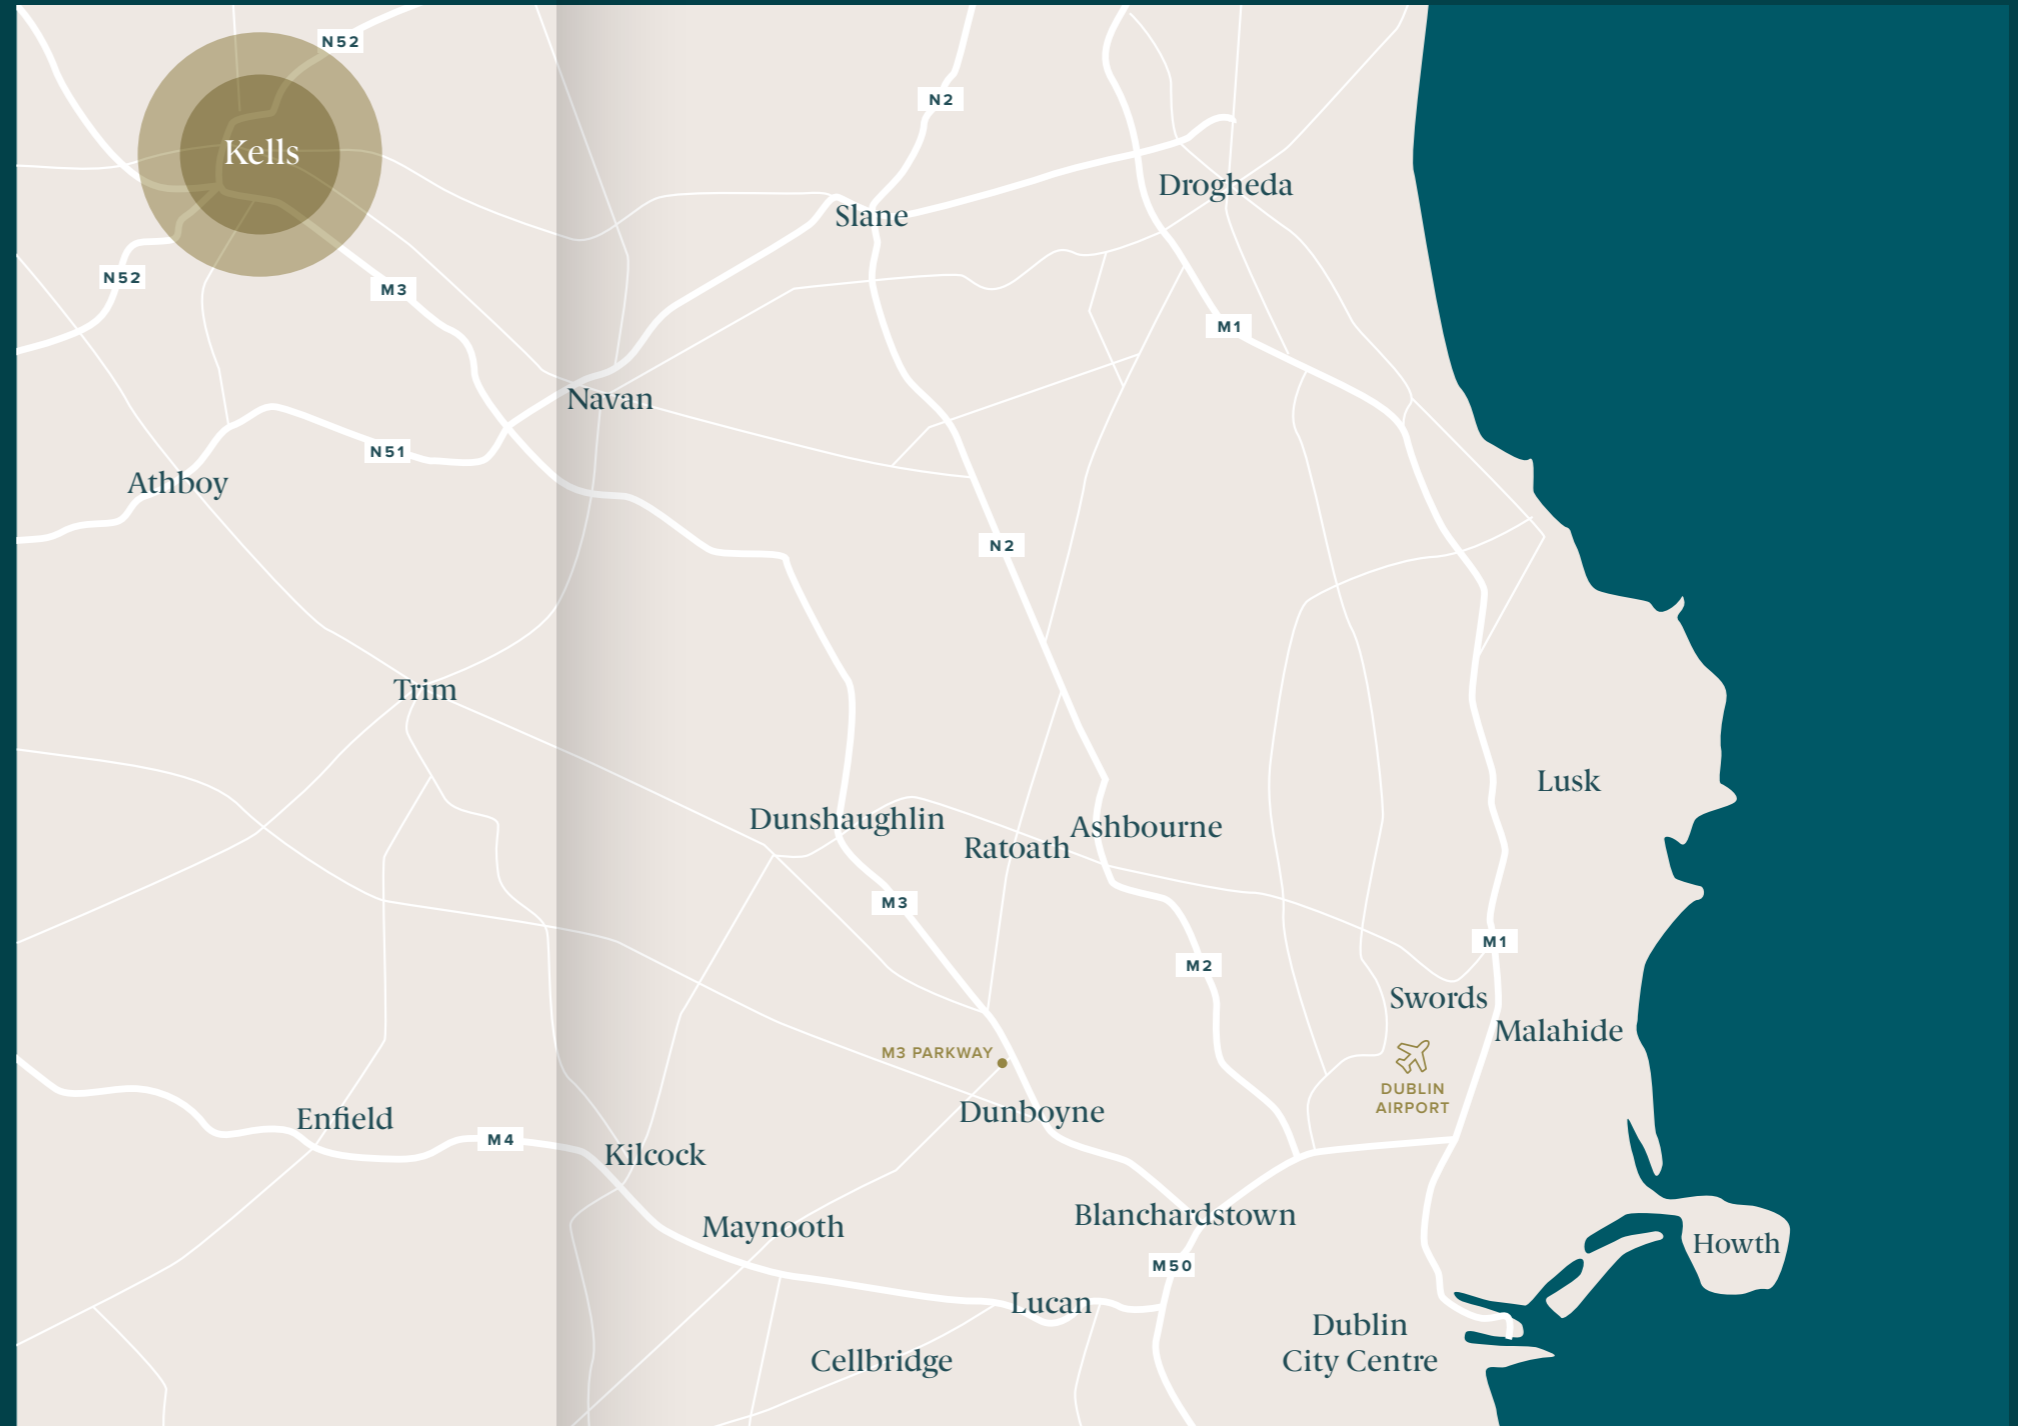 N52
N2
Kells
Drogheda
Slane
N52
M3
M1
Navan
N51
Athboy
N2
Trim
Lusk
Dunshaughlin
Ashbourne
Ratoath
M3
M1
M2
Swords
Malahide
M3 PARKWAY
DUBLIN
AIRPORT
Dunboyne
Enfield
M4
Kilcock
Blanchardstown
Maynooth
Howth
M50
Lucan
Dublin
City Centre
Cellbridge